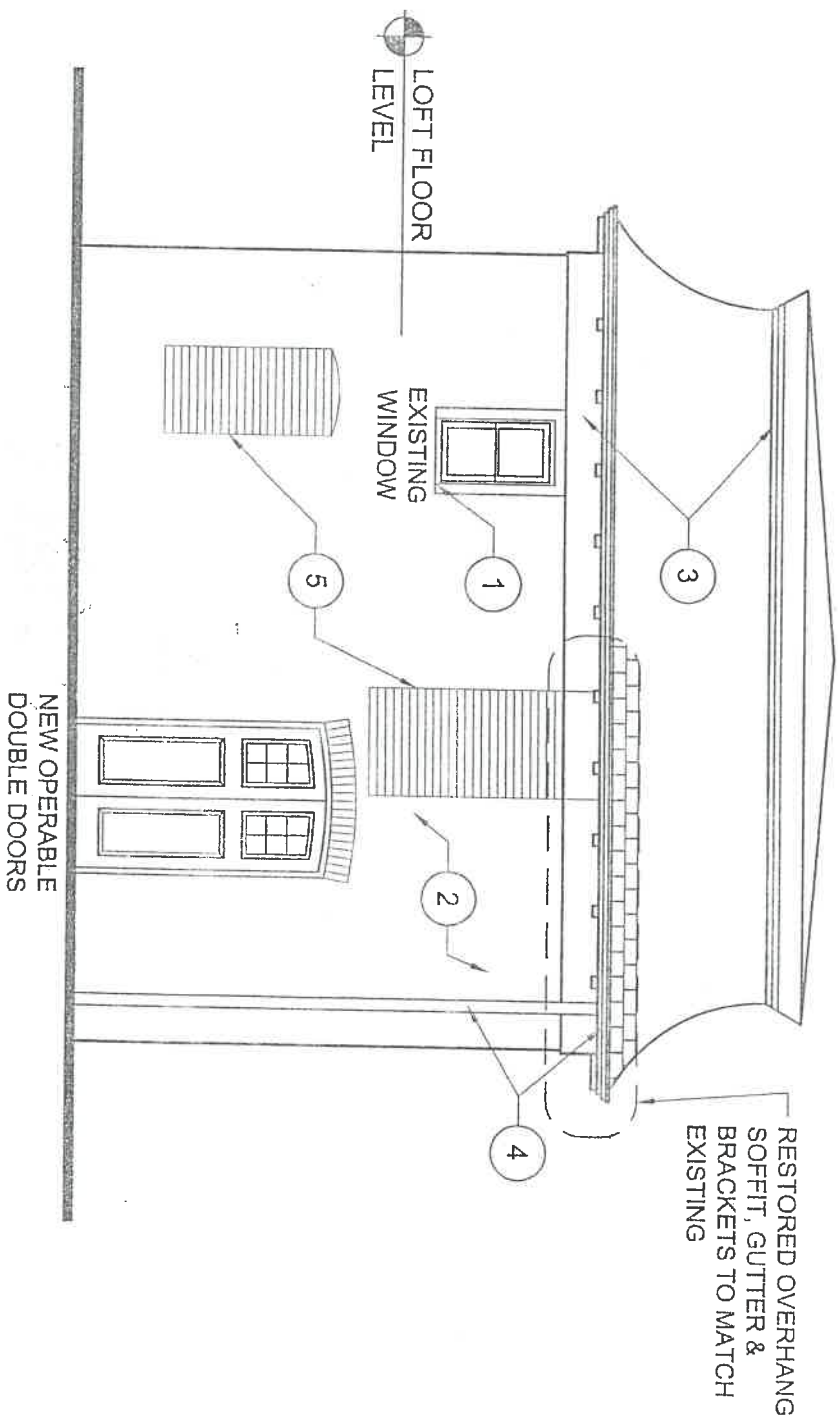 RESTORED OVERHANG
SOFFIT, GUTTER &
BRACKETS TO MATCH
EXISTING
3
LOFT FLOOR
LEVEL
EXISTING
WINDOW
1
5
2
4
NEW OPERABLE
DOUBLE DOORS